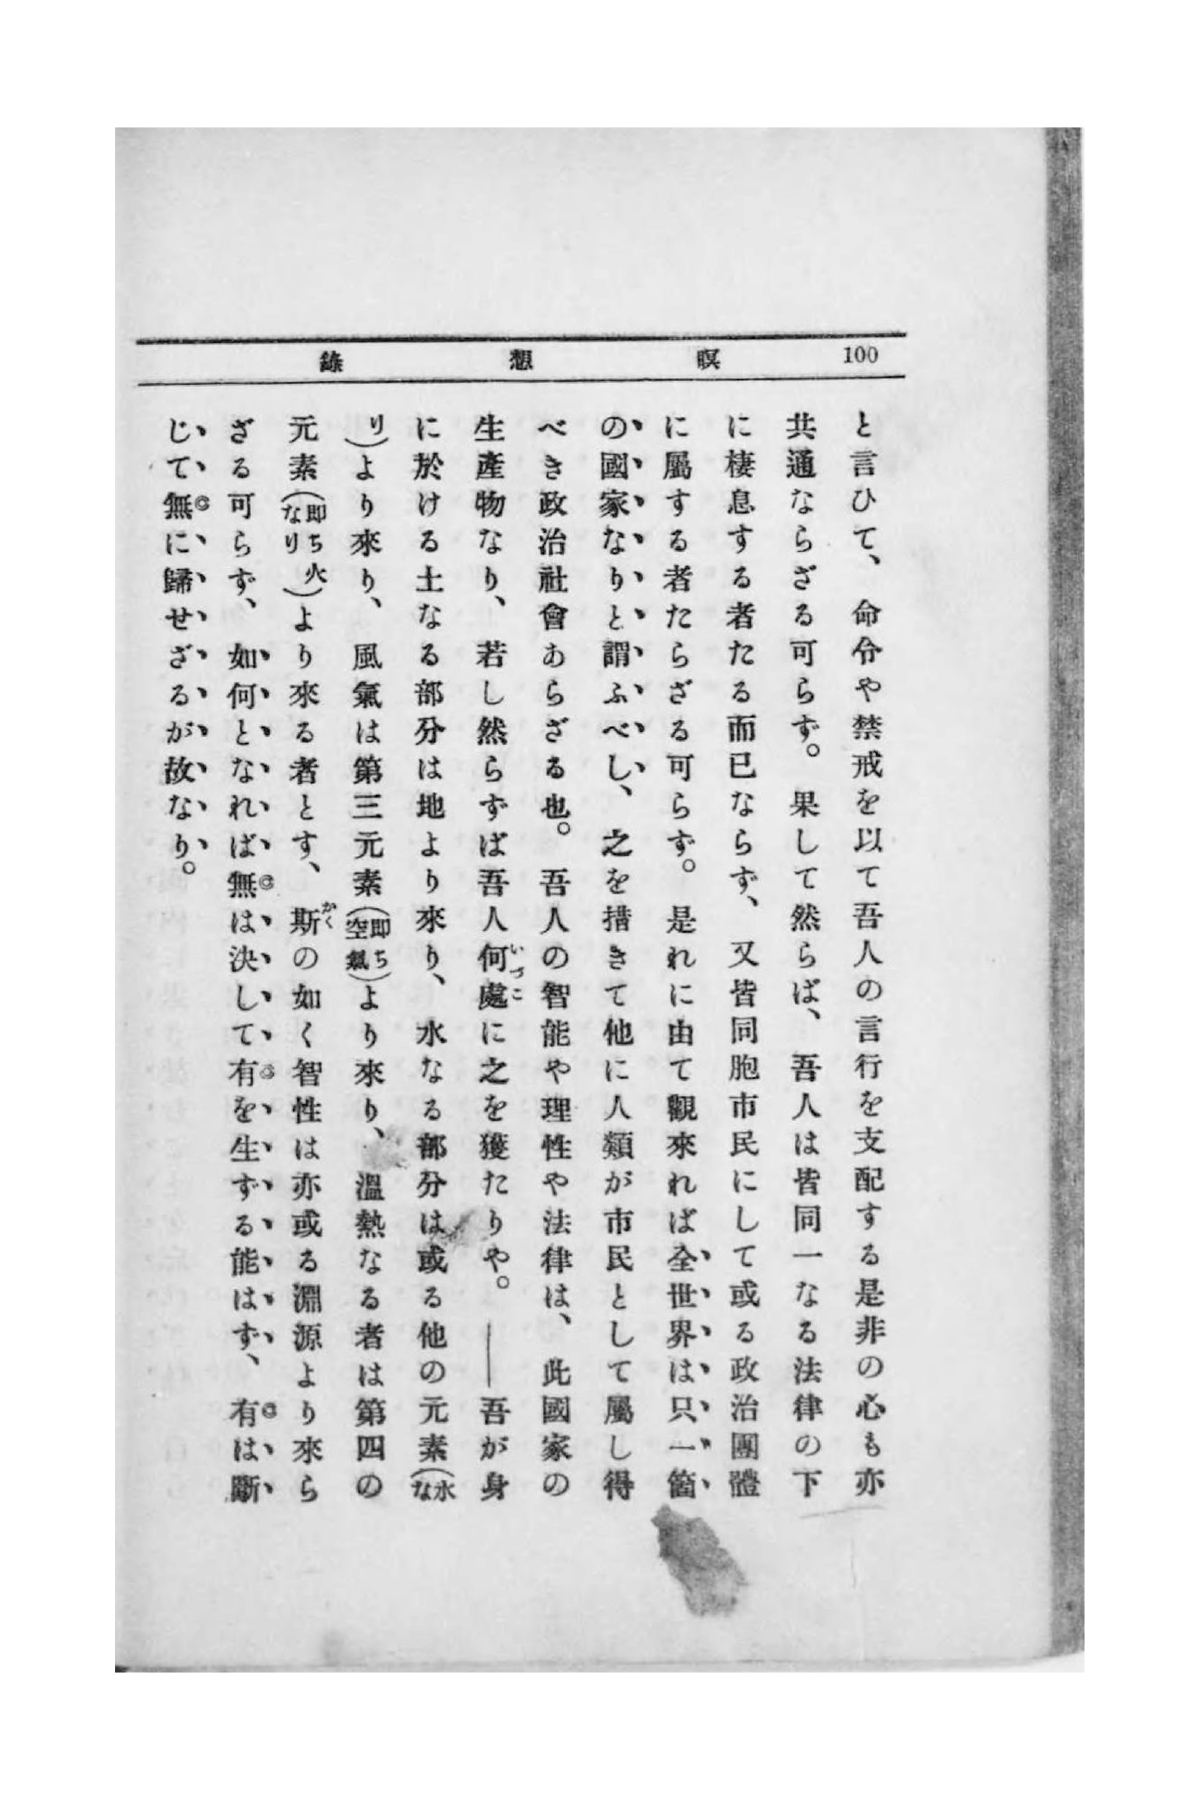 100 瞑想錄
と言ひて、命令や禁戒を以て吾人の言行を支配する是非の心も亦
共通ならざる可らず。果して然らば、吾人は皆同一なる法律の下
に棲息する者たる而已ならず、又皆同胞市民にして或る政治團體
に屬する者たらざる可らず。是れに由て觀來れば全世界は只一箇
の國家なりと謂ふべし、之を措きて他に人類が市民として屬し得
べき政治社會あらざる也。吾人の智能や理性や法律は、此國家の
生產物なり、若し然らずば吾人何處に之を獲たりや。――吾が身
に於ける土なる部分は地より來り、水なる部分は或る他の元素(水な
り)より來り、風氣は第三元素(即ち空氣)より來り、溫熱なる者は第四の
元素(即ち火なり)より來る者とす、斯の如く智性は亦或る淵源より來ら
ざる可らず、如何となれば無は決して有を生ずる能はず、有は斷
じて無に歸せざるが故なり。